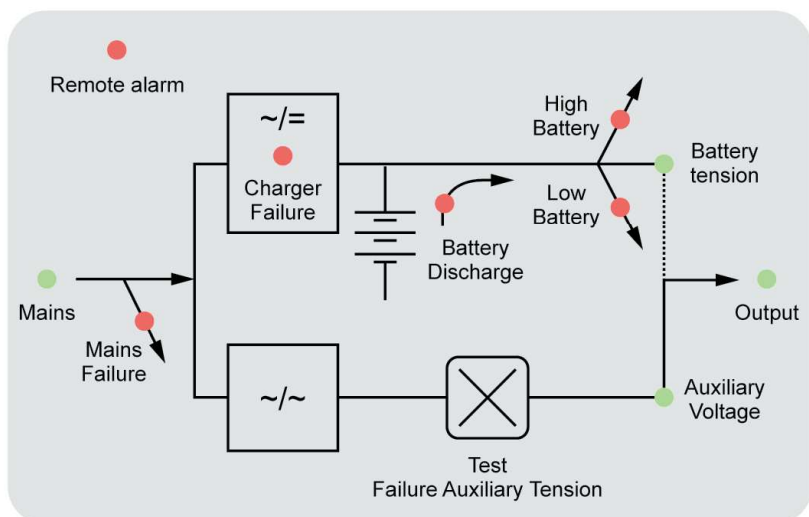 Remote alarm
~/=
Charger
Failure
High
Battery
Battery
tension
Low
Battery
Battery
Discharge
Mains
Mains
Failure
Output
~/~
Auxiliary
Voltage
Test
Failure Auxiliary Tension